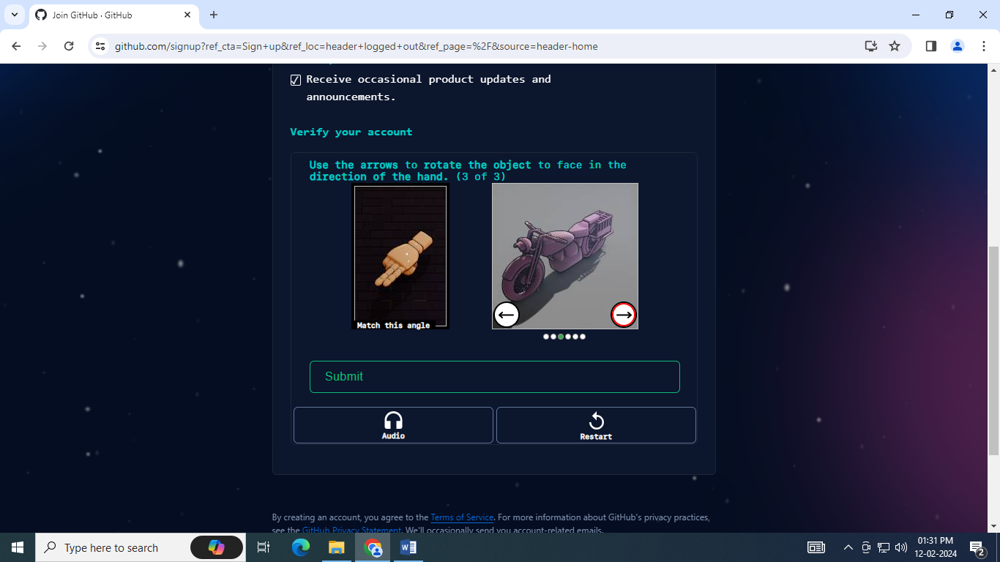 Join GitHub · GitHub
github.com/signup?ref_cta=Sign+up&ref_loc=header+logged+out&ref_page=%2F&source=header-home
Receive occasional product updates and
announcements.
Verify your account
Use the arrows to rotate the object to face in the
direction of the hand. (3 of 3)
Match this angle
Submit
Audio
Restart
By creating an account, you agree to the Terms of Service. For more information about GitHub's privacy practices,
see the GitHub Privacy Statement. We'll occasionally send you account-related emails.
Type here to search
01:31 PM
12-02-2024
2